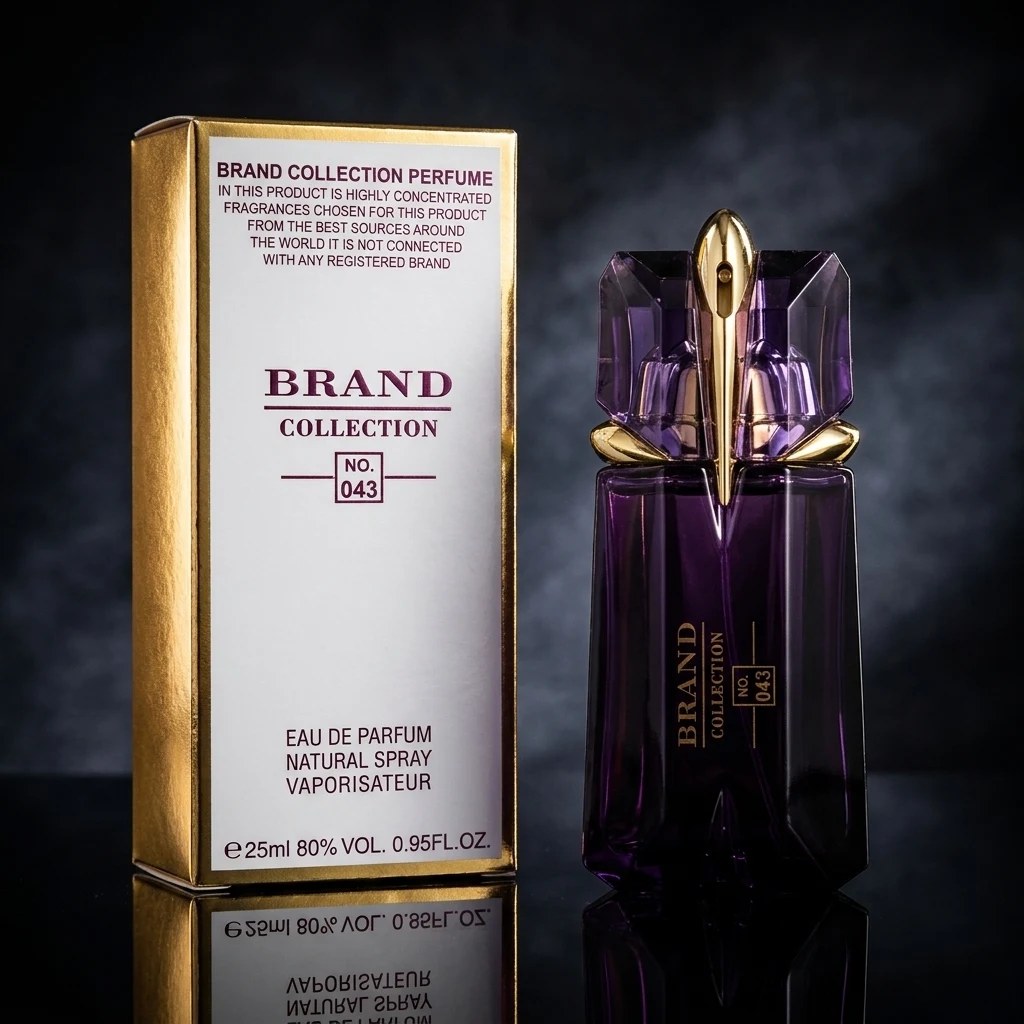 BRAND COLLECTION PERFUME
IN THIS PRODUCT IS HIGHLY CONCENTRATED
FRAGRANCES CHOSEN FOR THIS PRODUCT
FROM THE BEST SOURCES AROUND
THE WORLD IT IS NOT CONNECTED
WITH ANY REGISTERED BRAND
BRAND
COLLECTION
NO.
043
EAU DE PARFUM
NATURAL SPRAY
VAPORISATEUR
℮25ml 80% VOL. 0.95FL.OZ.
BRAND
COLLECTION
NO.
043